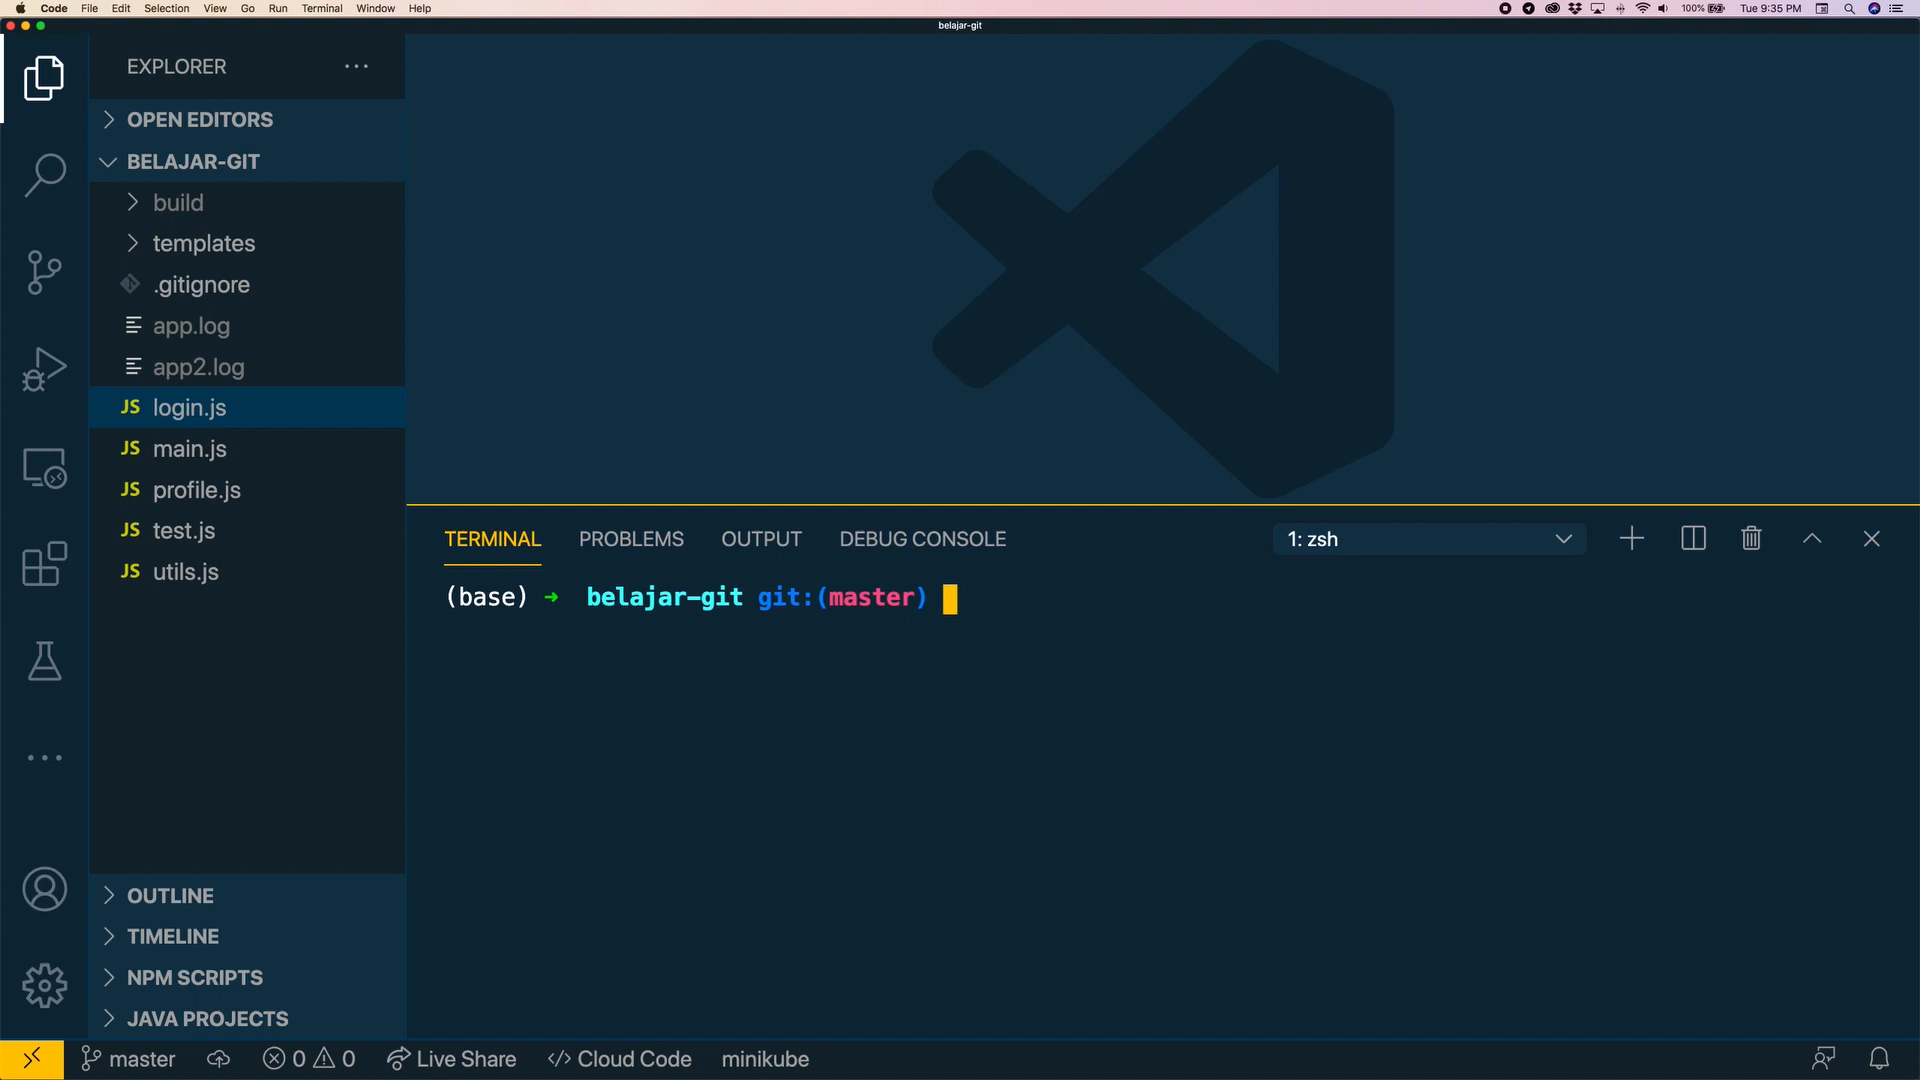 Code File Edit Selection View Go Run Terminal Window Help 100% Tue 9:35 PM
belajar-git
EXPLORER
OPEN EDITORS
BELAJAR-GIT
build
templates
.gitignore
app.log
app2.log
JS login.js
JS main.js
JS profile.js
JS test.js
JS utils.js
OUTLINE
TIMELINE
NPM SCRIPTS
JAVA PROJECTS
TERMINAL PROBLEMS OUTPUT DEBUG CONSOLE 1: zsh
(base) ➜ belajar-git git:(master)
master 0 0 Live Share Cloud Code minikube